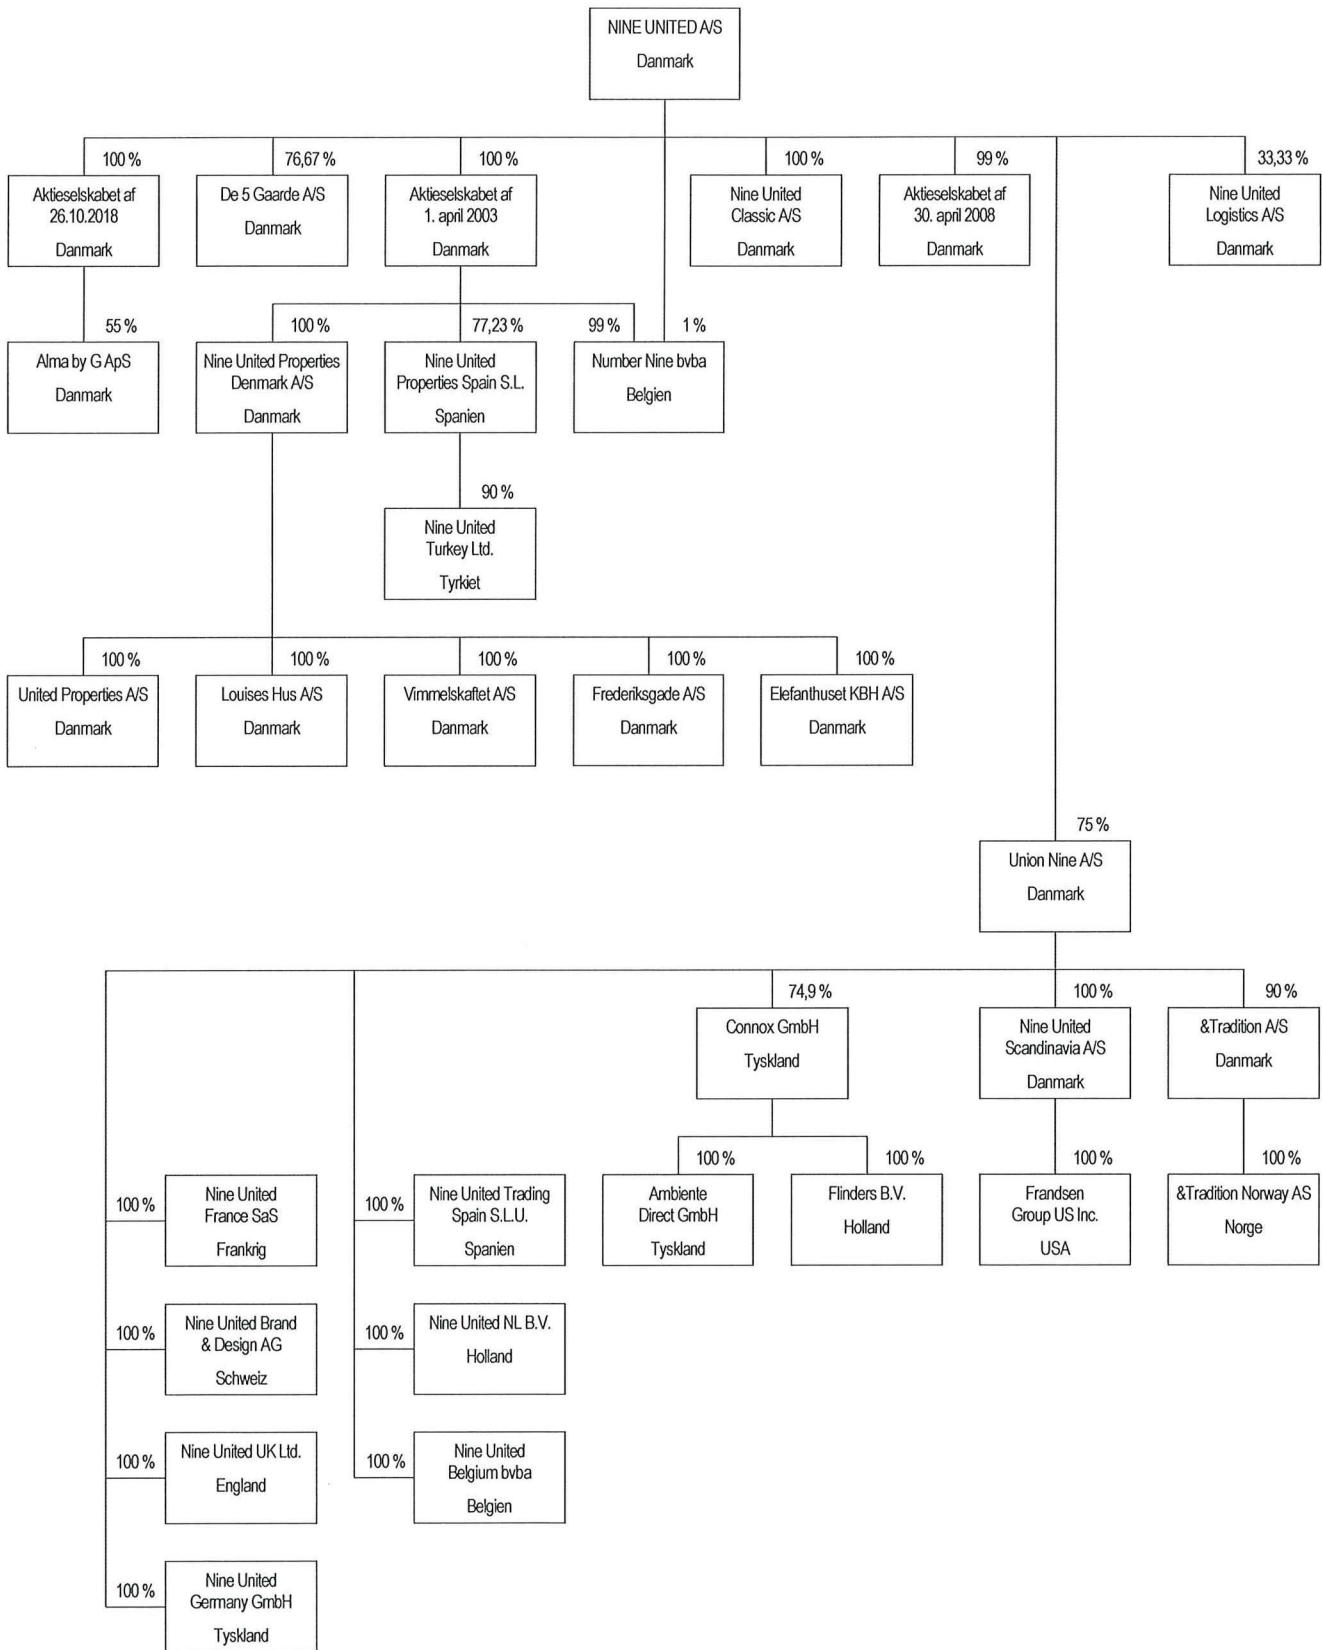 NINE UNITED A/S
Danmark
100 %
76,67 %
100 %
100 %
99 %
33,33 %
Aktieselskabet af
26.10.2018
Danmark
De 5 Gaarde A/S
Danmark
Aktieselskabet af
1. april 2003
Danmark
Nine United
Classic A/S
Danmark
Aktieselskabet af
30. april 2008
Danmark
Nine United
Logistics A/S
Danmark
55 %
100 %
77,23 %
99 %
1 %
Alma by G ApS
Danmark
Nine United Properties
Denmark A/S
Danmark
Nine United
Properties Spain S.L.
Spanien
Number Nine bvba
Belgien
90 %
Nine United
Turkey Ltd.
Tyrkiet
100 %
100 %
100 %
100 %
100 %
United Properties A/S
Danmark
Louises Hus A/S
Danmark
Vimmelskaftet A/S
Danmark
Frederiksgade A/S
Danmark
Elefanthuset KBH A/S
Danmark
75 %
Union Nine A/S
Danmark
74,9 %
100 %
90 %
Connox GmbH
Tyskland
Nine United
Scandinavia A/S
Danmark
&Tradition A/S
Danmark
100 %
100 %
100 %
100 %
100 %
Nine United
France SaS
Frankrig
100 %
Nine United Trading
Spain S.L.U.
Spanien
Ambiente
Direct GmbH
Tyskland
Flinders B.V.
Holland
Frandsen
Group US Inc.
USA
&Tradition Norway AS
Norge
100 %
Nine United Brand
& Design AG
Schweiz
100 %
Nine United NL B.V.
Holland
100 %
Nine United UK Ltd.
England
100 %
Nine United
Belgium bvba
Belgien
100 %
Nine United
Germany GmbH
Tyskland